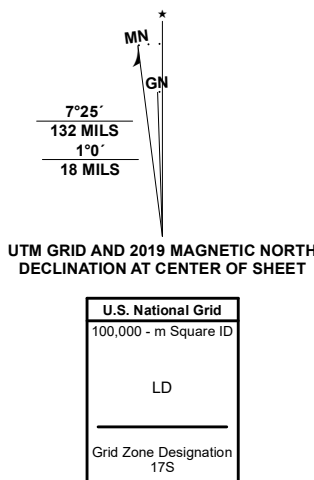 ★
MN
GN
7°25´
132 MILS
1°0´
18 MILS
UTM GRID AND 2019 MAGNETIC NORTH
DECLINATION AT CENTER OF SHEET
U.S. National Grid
100,000 - m Square ID
LD
Grid Zone Designation
17S